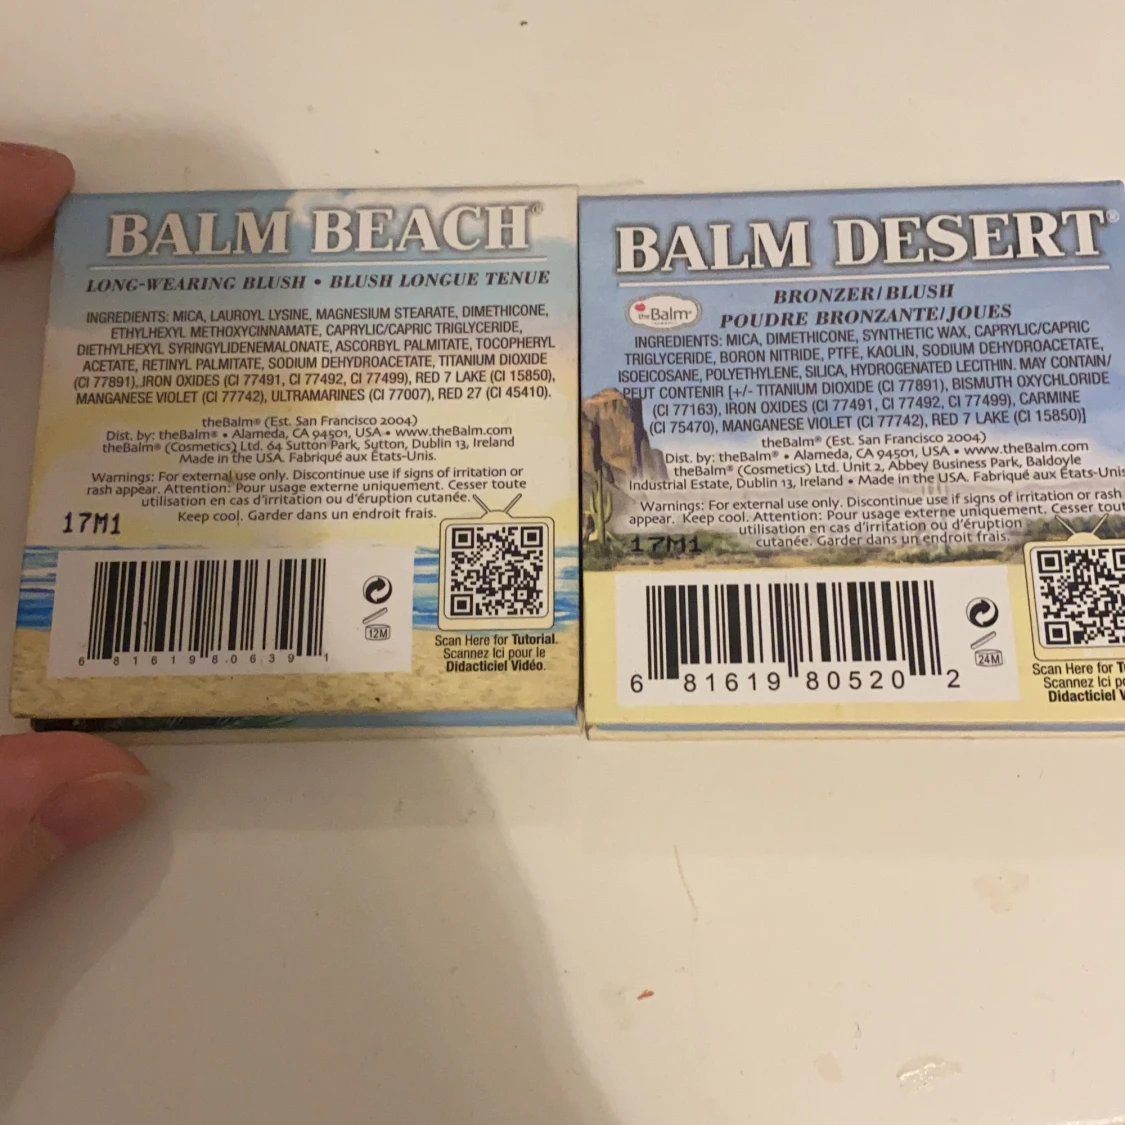 BALM BEACH®
LONG-WEARING BLUSH • BLUSH LONGUE TENUE
INGREDIENTS: MICA, LAUROYL LYSINE, MAGNESIUM STEARATE, DIMETHICONE,
ETHYLHEXYL METHOXYCINNAMATE, CAPRYLIC/CAPRIC TRIGLYCERIDE,
DIETHYLHEXYL SYRINGYLIDENEMALONATE, ASCORBYL PALMITATE, TOCOPHERYL
ACETATE, RETINYL PALMITATE, SODIUM DEHYDROACETATE, TITANIUM DIOXIDE
(CI 77891), IRON OXIDES (CI 77491, CI 77492, CI 77499), RED 7 LAKE (CI 15850),
MANGANESE VIOLET (CI 77742), ULTRAMARINES (CI 77007), RED 27 (CI 45410).
theBalm® (Est. San Francisco 2004)
Dist. by: theBalm® • Alameda, CA 94501, USA • www.theBalm.com
theBalm® (Cosmetics) Ltd. 64 Sutton Park, Sutton, Dublin 13, Ireland
Made in the USA. Fabriqué aux États-Unis.
Warnings: For external use only. Discontinue use if signs of irritation or
rash appear. Attention: Pour usage externe uniquement. Cesser toute
utilisation en cas d'irritation ou d'éruption cutanée.
Keep cool. Garder dans un endroit frais.
17M1
6 81619 80639 1
12M
Scan Here for Tutorial.
Scannez Ici pour le
Didacticiel Vidéo.
BALM DESERT®
BRONZER/BLUSH
theBalm®
POUDRE BRONZANTE/JOUES
INGREDIENTS: MICA, DIMETHICONE, SYNTHETIC WAX, CAPRYLIC/CAPRIC
TRIGLYCERIDE, BORON NITRIDE, PTFE, KAOLIN, SODIUM DEHYDROACETATE,
ISOEICOSANE, POLYETHYLENE, SILICA, HYDROGENATED LECITHIN. MAY CONTAIN/
PEUT CONTENIR [+/- TITANIUM DIOXIDE (CI 77891), BISMUTH OXYCHLORIDE
(CI 77163), IRON OXIDES (CI 77491, CI 77492, CI 77499), CARMINE
(CI 75470), MANGANESE VIOLET (CI 77742), RED 7 LAKE (CI 15850)]
theBalm® (Est. San Francisco 2004)
Dist. by: theBalm® • Alameda, CA 94501, USA • www.theBalm.com
theBalm® (Cosmetics) Ltd. Unit 2, Abbey Business Park, Baldoyle
Industrial Estate, Dublin 13, Ireland • Made in the USA. Fabriqué aux États-Unis
Warnings: For external use only. Discontinue use if signs of irritation or rash
appear. Keep cool. Attention: Pour usage externe uniquement. Cesser tout
utilisation en cas d'irritation ou d'éruption
cutanée. Garder dans un endroit frais.
17M1
6 81619 80520 2
24M
Scan Here for T
Scannez Ici po
Didacticiel V